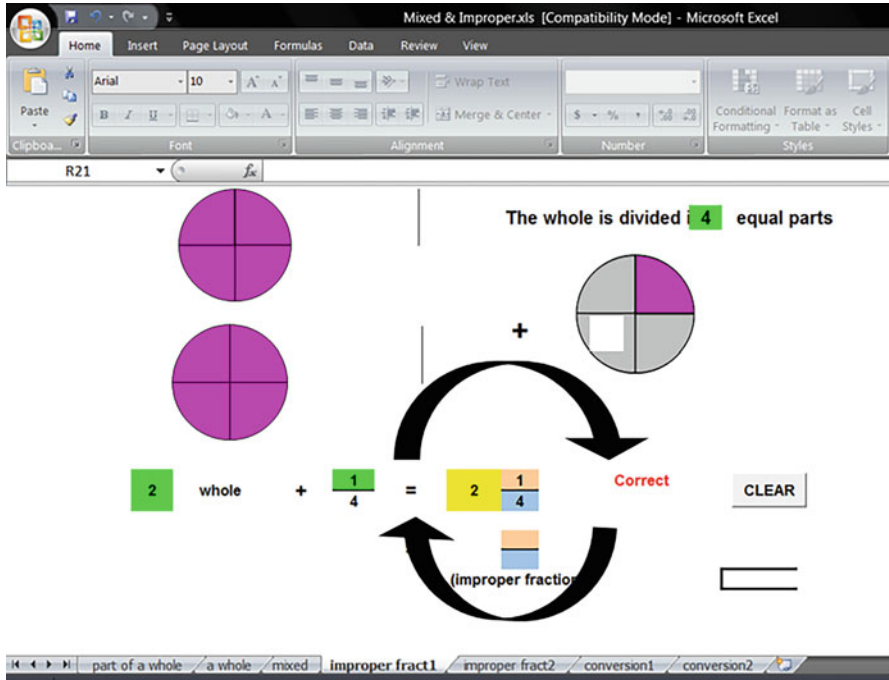 Mixed & Improper.xls [Compatibility Mode] - Microsoft Excel
Home Insert Page Layout Formulas Data Review View
Arial 10 A A Wrap Text
Paste B I U A Merge & Center $ % , Conditional Formatting Format as Table Cell Styles
Clipboa... Font Alignment Number Styles
R21 fx
The whole is divided i 4 equal parts
+
2 whole + 1/4 = 2 1/4 Correct CLEAR
(improper fraction
part of a whole a whole mixed improper fract1 improper fract2 conversion1 conversion2